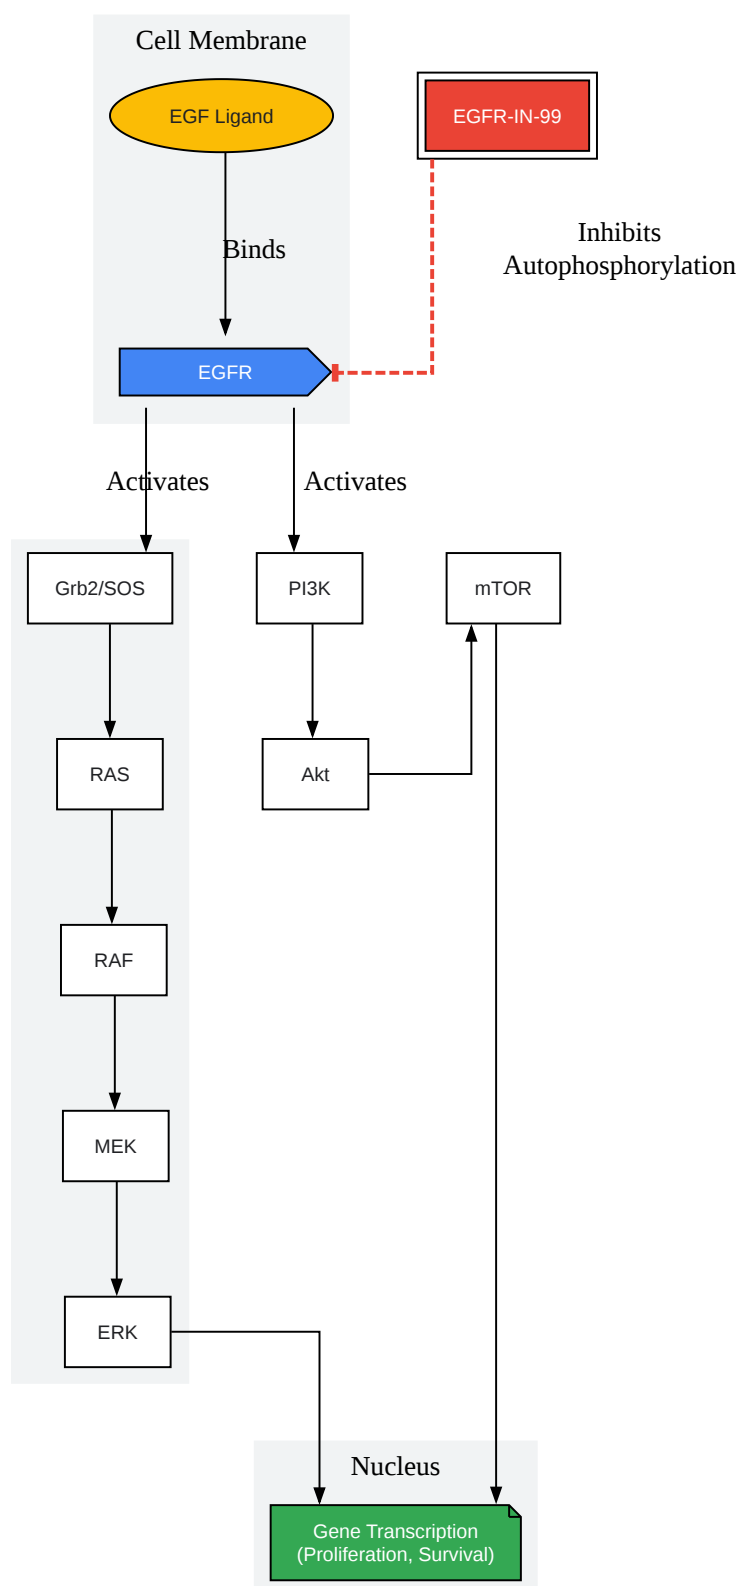 Cell Membrane
EGF Ligand
EGFR-IN-99
Binds
Inhibits
Autophosphorylation
EGFR
Activates
Activates
Grb2/SOS
PI3K
mTOR
RAS
Akt
RAF
MEK
ERK
Nucleus
Gene Transcription
(Proliferation, Survival)